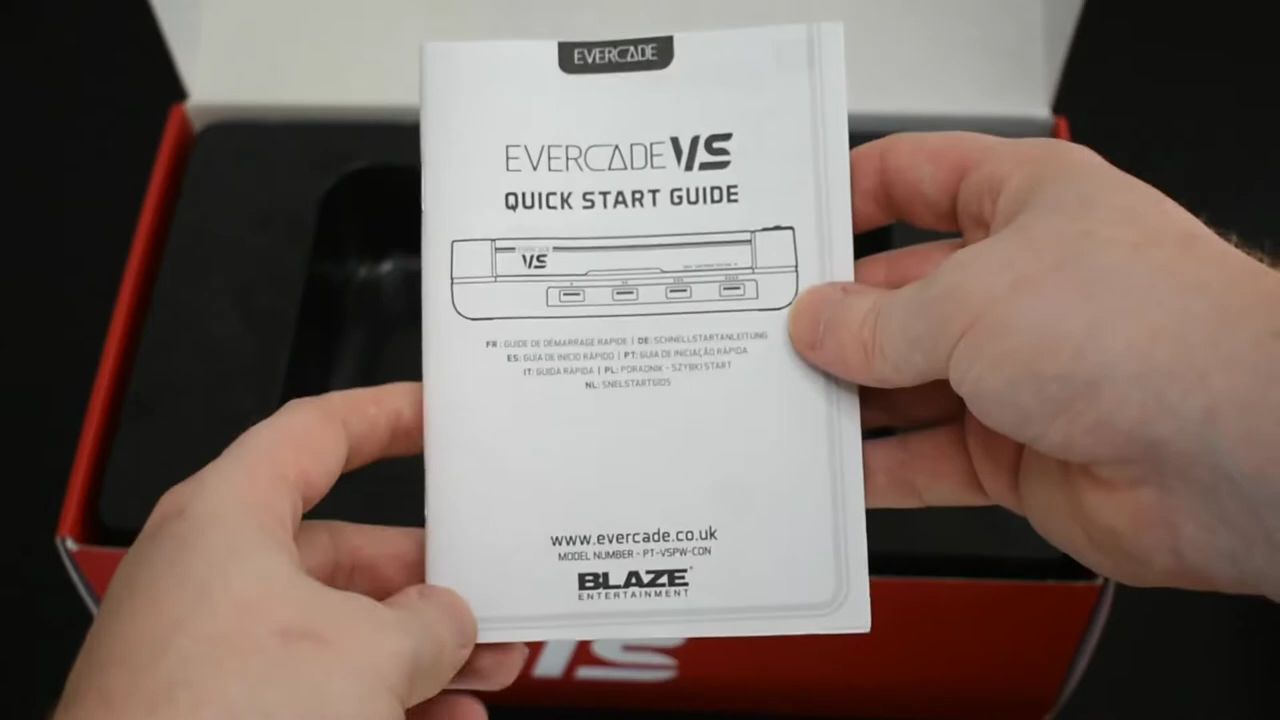 EVERCADE
EVERCADE VS
QUICK START GUIDE
EVERCADE
VS
FR : GUIDE DE DÉMARRAGE RAPIDE | DE: SCHNELLSTARTANLEITUNG
ES: GUÍA DE INICIO RÁPIDO | PT: GUIA DE INICIAÇÃO RÁPIDA
IT: GUIDA RAPIDA | PL: PORADNIK - SZYBKI START
NL: SNELSTARTGIDS
www.evercade.co.uk
MODEL NUMBER - PT-VSPW-CON
BLAZE
ENTERTAINMENT